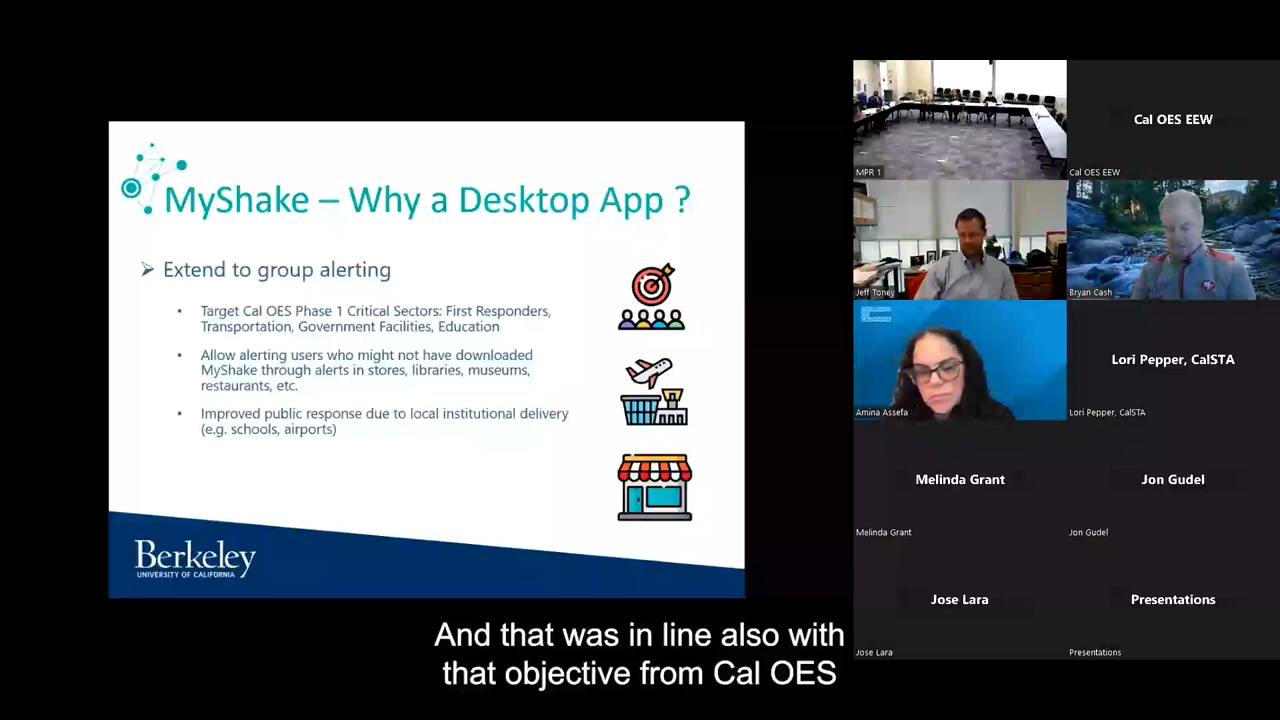 MyShake – Why a Desktop App ?
➢ Extend to group alerting
• Target Cal OES Phase 1 Critical Sectors: First Responders,
Transportation, Government Facilities, Education
• Allow alerting users who might not have downloaded
MyShake through alerts in stores, libraries, museums,
restaurants, etc.
• Improved public response due to local institutional delivery
(e.g. schools, airports)
Berkeley
UNIVERSITY OF CALIFORNIA
MPR 1
Cal OES EEW
Cal OES EEW
Jeff Toney
Bryan Cash
Amina Assefa
Lori Pepper, CalSTA
Lori Pepper, CalSTA
Melinda Grant
Melinda Grant
Jon Gudel
Jon Gudel
Jose Lara
Jose Lara
Presentations
Presentations
And that was in line also with
that objective from Cal OES